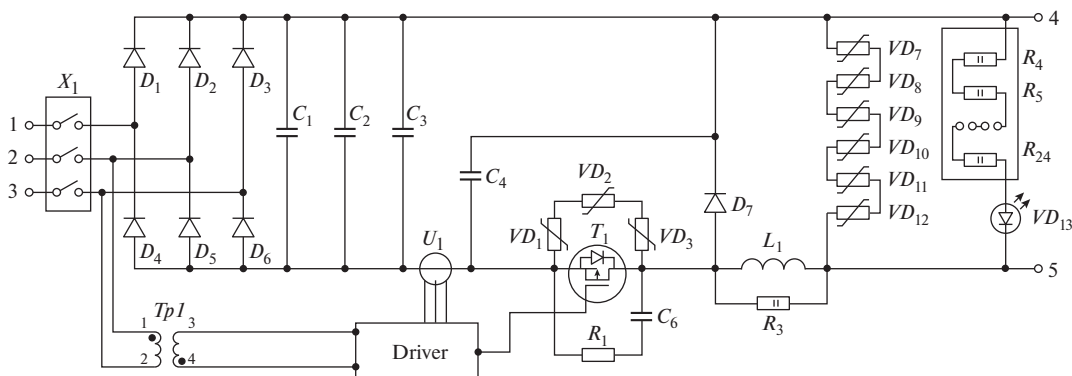 4
X1
D1
D2
D3
1
2
3
C1
C2
C3
C4
D4
D5
D6
U1
VD1
VD2
VD3
T1
D7
VD7
VD8
VD9
VD10
VD11
VD12
R4
R5
R24
VD13
L1
5
Tp1
1
2
3
4
Driver
R1
C6
R3